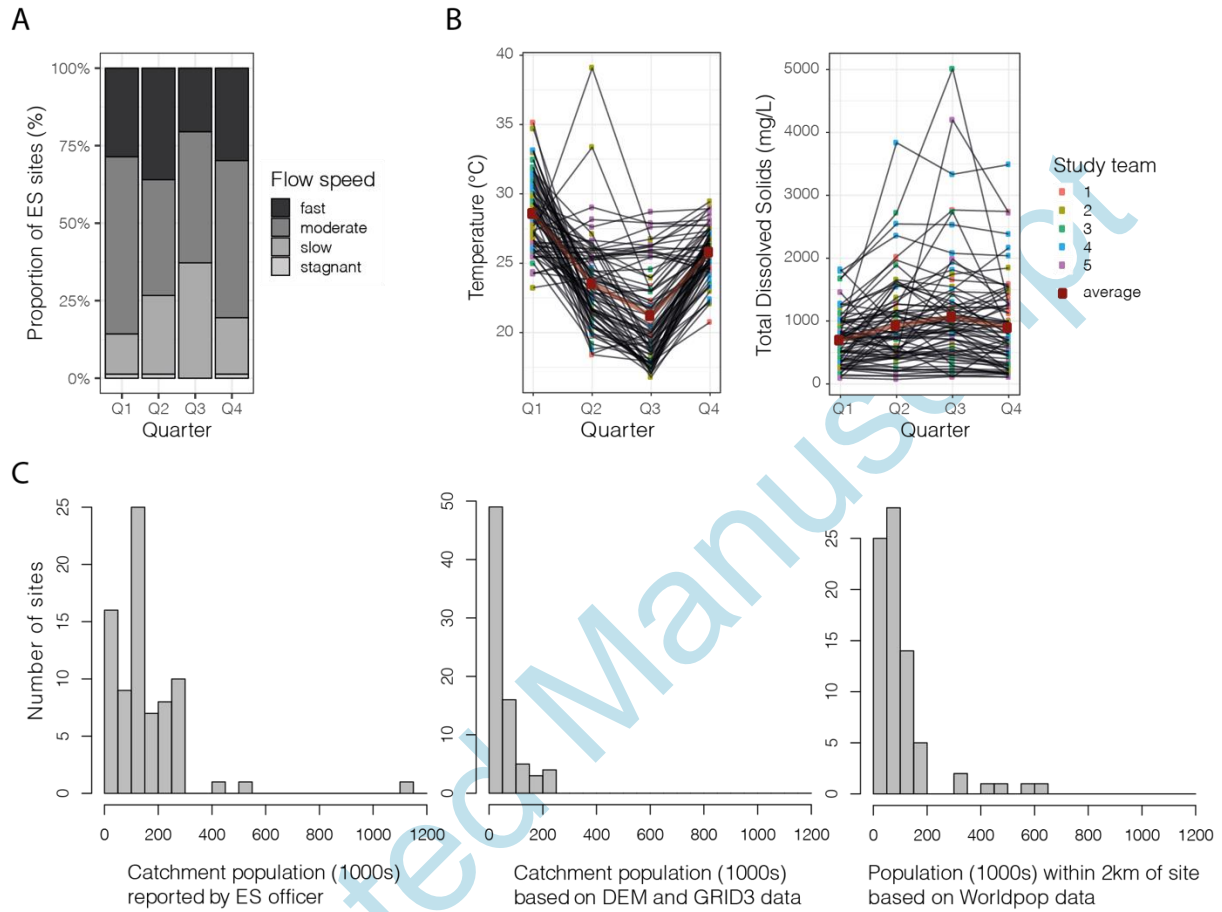 A
B
Proportion of ES sites (%)
100%
75%
50%
25%
0%
Q1 Q2 Q3 Q4
Quarter
Flow speed
fast
moderate
slow
stagnant
Temperature (°C)
40
35
30
25
20
Q1 Q2 Q3 Q4
Quarter
Total Dissolved Solids (mg/L)
5000
4000
3000
2000
1000
0
Q1 Q2 Q3 Q4
Quarter
Study team
1
2
3
4
5
average
C
Number of sites
25
20
15
10
5
0
0 200 400 600 800 1000 1200
Catchment population (1000s)
reported by ES officer
50
40
30
20
10
0
0 200 400 600 800 1000 1200
Catchment population (1000s)
based on DEM and GRID3 data
25
20
15
10
5
0
0 200 400 600 800 1000 1200
Population (1000s) within 2km of site
based on Worldpop data
ted Manuscript